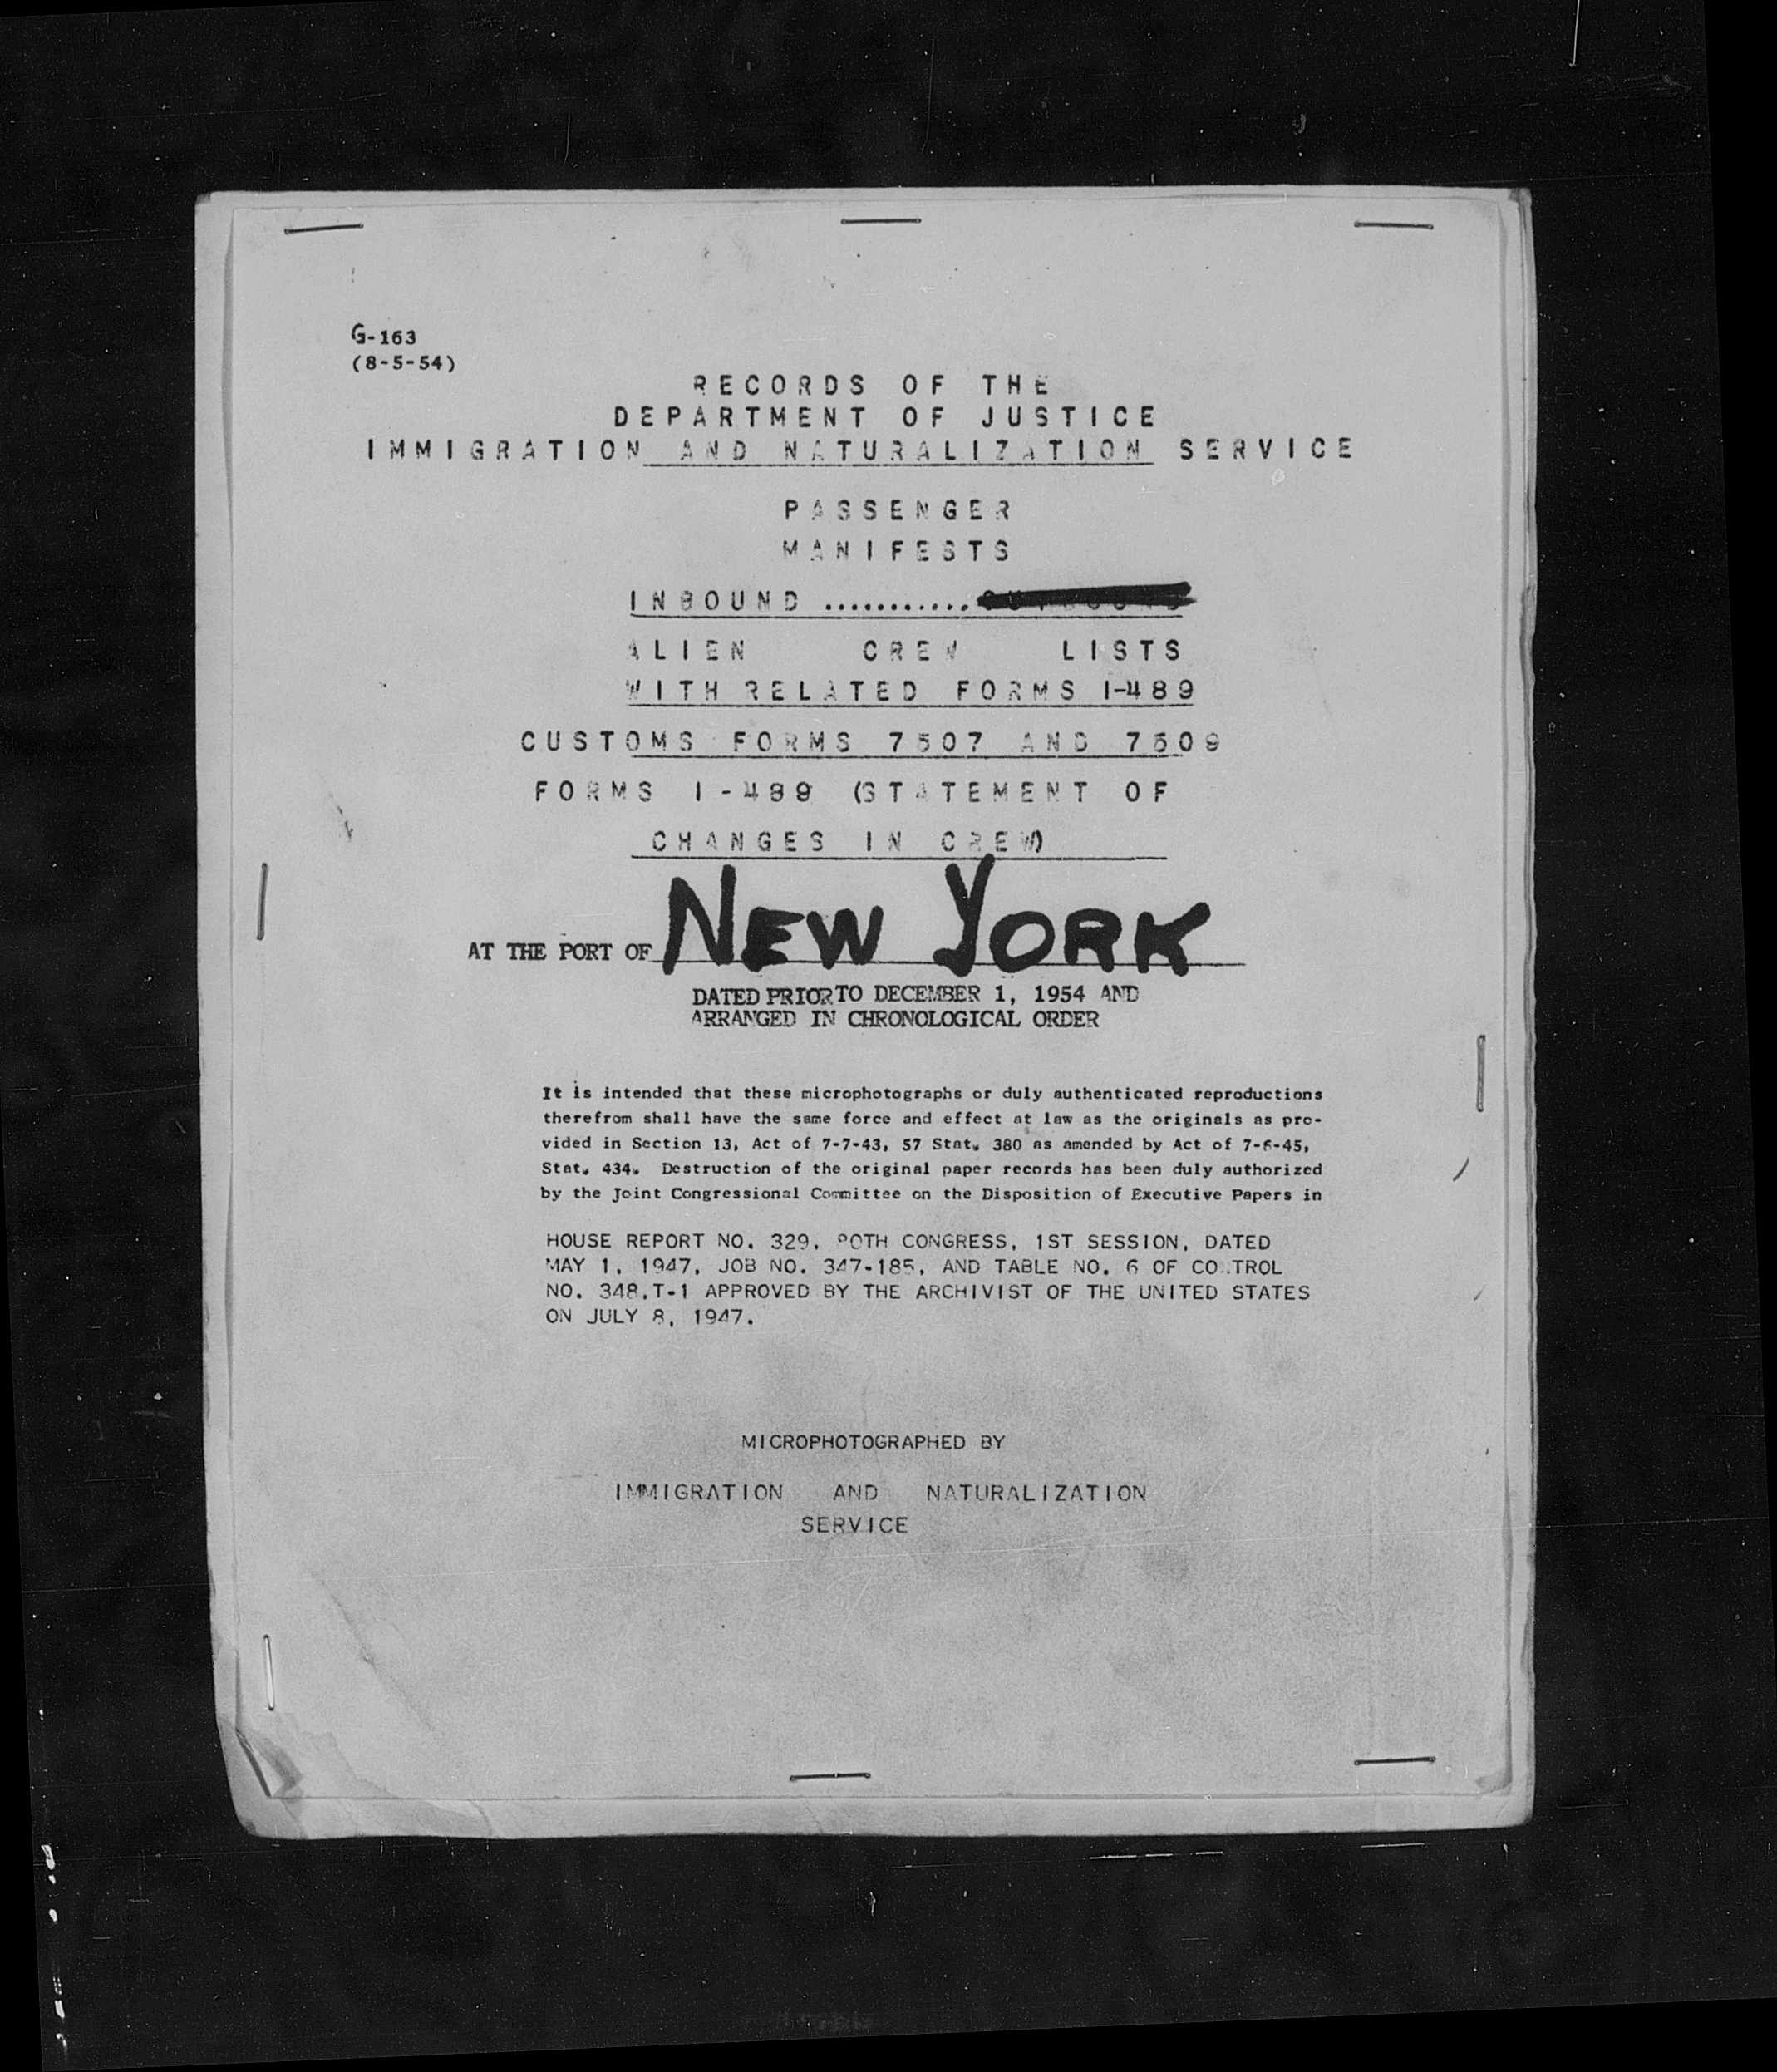 G-163
(8-5-54)
RECORDS OF THE
DEPARTMENT OF JUSTICE
IMMIGRATION AND NATURALIZATION SERVICE
PASSENGER
MANIFESTS
INBOUND ...........
ALIEN CREW LISTS
WITH RELATED FORMS I-489
CUSTOMS FORMS 7507 AND 7509
FORMS I-489 (STATEMENT OF
CHANGES IN CREW)
AT THE PORT OF NEW YORK
DATED PRIOR TO DECEMBER 1, 1954 AND
ARRANGED IN CHRONOLOGICAL ORDER
It is intended that these microphotographs or duly authenticated reproductions
therefrom shall have the same force and effect at law as the originals as pro-
vided in Section 13, Act of 7-7-43, 57 Stat. 380 as amended by Act of 7-6-45,
Stat. 434. Destruction of the original paper records has been duly authorized
by the Joint Congressional Committee on the Disposition of Executive Papers in
HOUSE REPORT NO. 329, 80TH CONGRESS, 1ST SESSION, DATED
MAY 1, 1947, JOB NO. 347-185, AND TABLE NO. 6 OF CONTROL
NO. 348,T-1 APPROVED BY THE ARCHIVIST OF THE UNITED STATES
ON JULY 8, 1947.
MICROPHOTOGRAPHED BY
IMMIGRATION AND NATURALIZATION
SERVICE